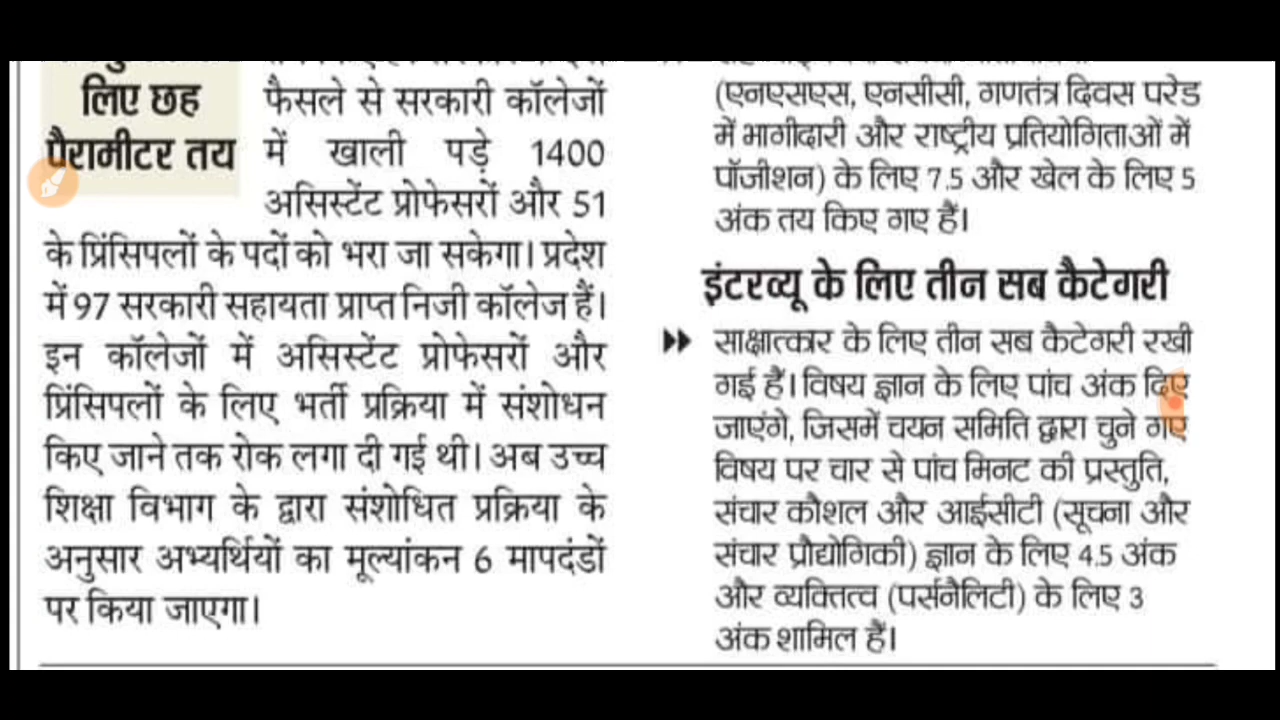 लिए छह
पैरामीटर तय
फैसले से सरकारी कॉलेजों
में खाली पड़े 1400
असिस्टेंट प्रोफेसरों और 51
के प्रिंसिपलों के पदों को भरा जा सकेगा। प्रदेश
में 97 सरकारी सहायता प्राप्त निजी कॉलेज हैं।
इन कॉलेजों में असिस्टेंट प्रोफेसरों और
प्रिंसिपलों के लिए भर्ती प्रक्रिया में संशोधन
किए जाने तक रोक लगा दी गई थी। अब उच्च
शिक्षा विभाग के द्वारा संशोधित प्रक्रिया के
अनुसार अभ्यर्थियों का मूल्यांकन 6 मापदंडों
पर किया जाएगा।
(एनएसएस, एनसीसी, गणतंत्र दिवस परेड
में भागीदारी और राष्ट्रीय प्रतियोगिताओं में
पॉजीशन) के लिए 7.5 और खेल के लिए 5
अंक तय किए गए हैं।
इंटरव्यू के लिए तीन सब कैटेगरी
साक्षात्कार के लिए तीन सब कैटेगरी रखी
गई हैं। विषय ज्ञान के लिए पांच अंक दिए
जाएंगे, जिसमें चयन समिति द्वारा चुने गए
विषय पर चार से पांच मिनट की प्रस्तुति,
संचार कौशल और आईसीटी (सूचना और
संचार प्रौद्योगिकी) ज्ञान के लिए 4.5 अंक
और व्यक्तित्व (पर्सनैलिटी) के लिए 3
अंक शामिल हैं।